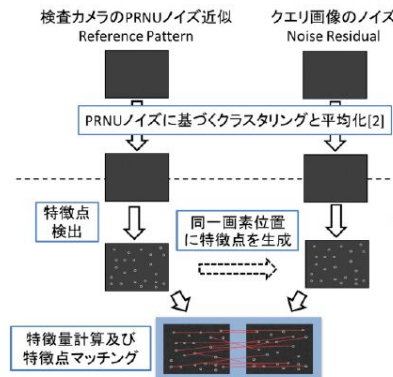 検査カメラのPRNUノイズ近似
Reference Pattern
クエリ画像のノイズ
Noise Residual
PRNUノイズに基づくクラスタリングと平均化[2]
特徴点
検出
同一画素位置
に特徴点を生成
特徴量計算及び
特徴点マッチング